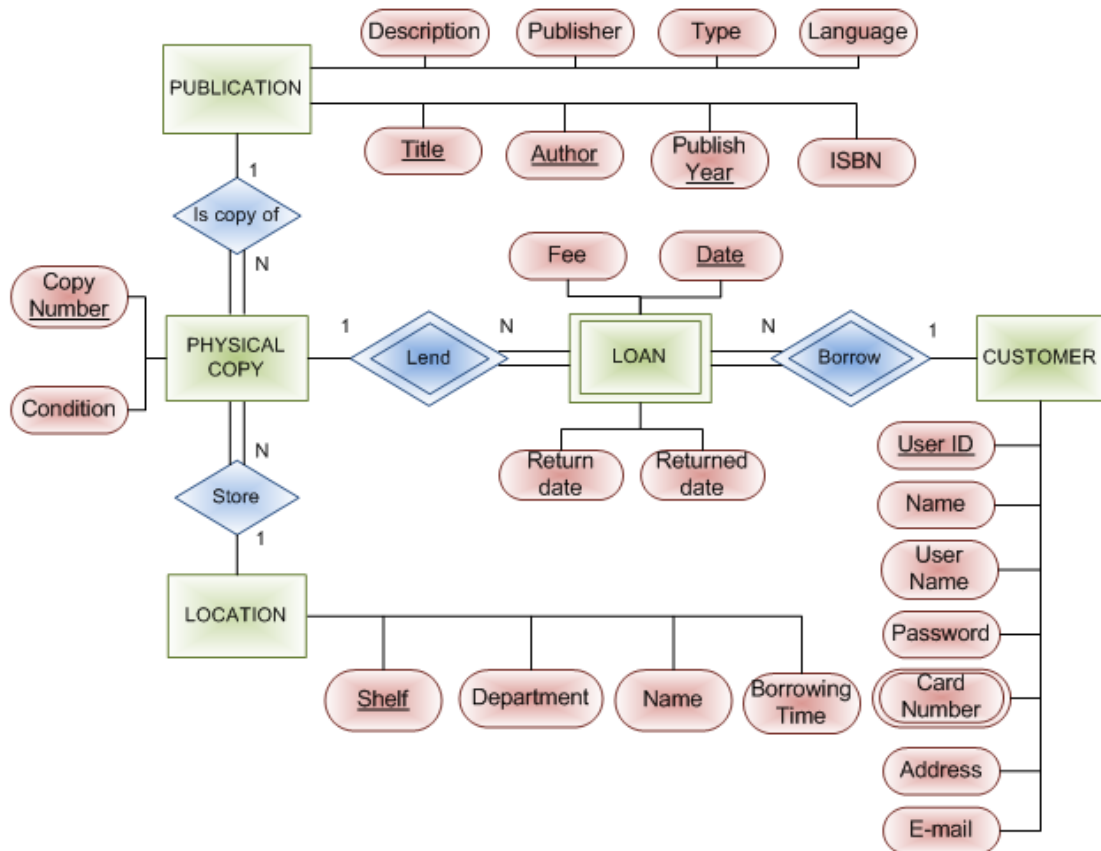 Description
Publisher
Type
Language
PUBLICATION
Title
Author
Publish
Year
ISBN
1
Is copy of
N
Fee
Date
Copy
Number
PHYSICAL
COPY
1
Lend
N
LOAN
N
Borrow
1
CUSTOMER
Condition
Return
date
Returned
date
N
Store
1
LOCATION
Shelf
Department
Name
Borrowing
Time
User ID
Name
User
Name
Password
Card
Number
Address
E-mail